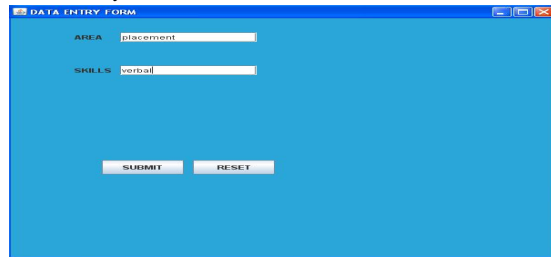 DATA ENTRY FORM
AREA placement
SKILLS verbal
SUBMIT RESET